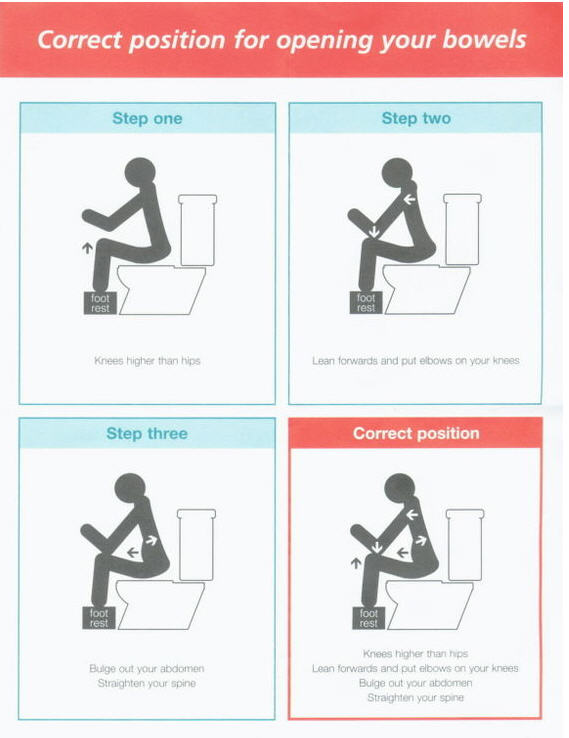 Correct position for opening your bowels
Step one
foot
rest
Knees higher than hips
Step two
foot
rest
Lean forwards and put elbows on your knees
Step three
foot
rest
Bulge out your abdomen
Straighten your spine
Correct position
foot
rest
Knees higher than hips
Lean forwards and put elbows on your knees
Bulge out your abdomen
Straighten your spine